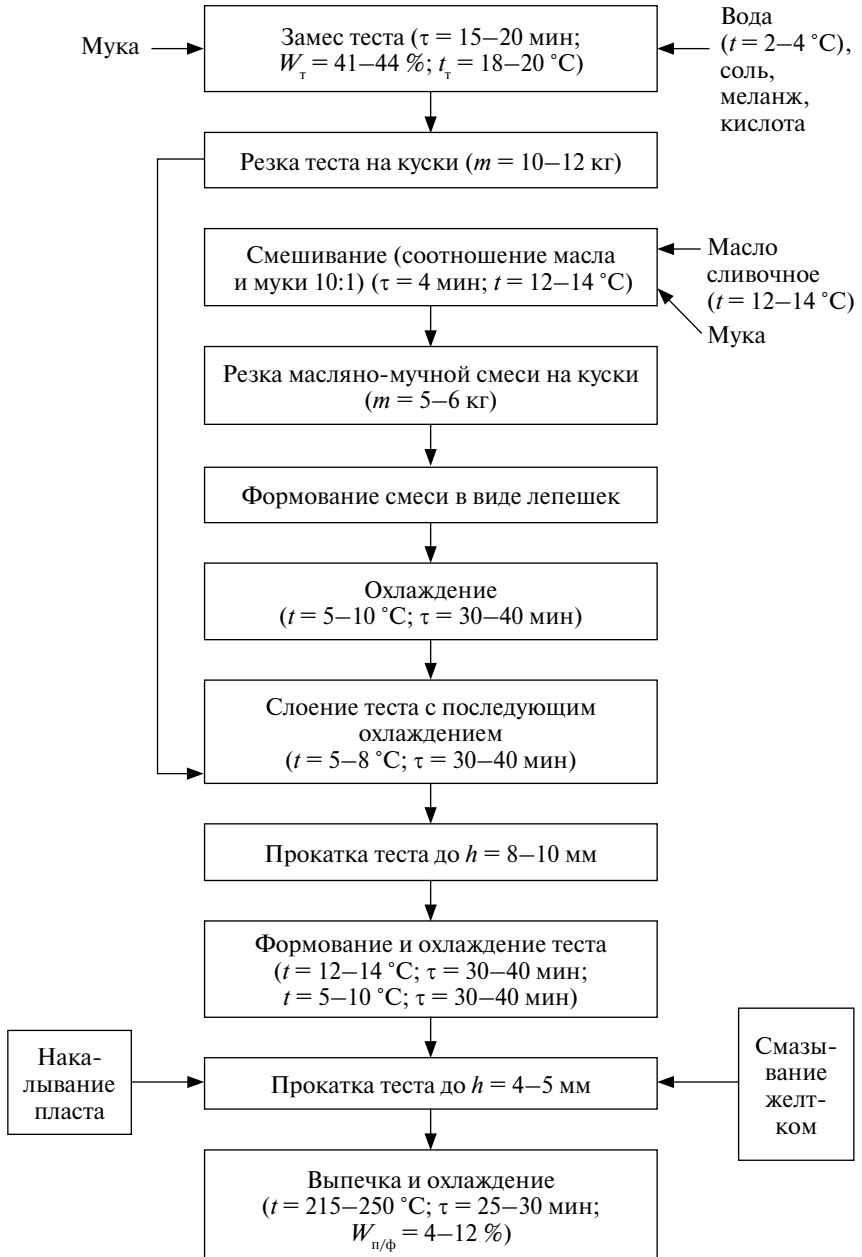 Мука
Замес теста (τ = 15–20 мин;
Wт = 41–44 %; tт = 18–20 °C)
Вода
(t = 2–4 °C),
соль,
меланж,
кислота
Резка теста на куски (m = 10–12 кг)
Смешивание (соотношение масла
и муки 10:1) (τ = 4 мин; t = 12–14 °C)
Масло
сливочное
(t = 12–14 °C)
Мука
Резка масляно-мучной смеси на куски
(m = 5–6 кг)
Формование смеси в виде лепешек
Охлаждение
(t = 5–10 °C; τ = 30–40 мин)
Слоение теста с последующим
охлаждением
(t = 5–8 °C; τ = 30–40 мин)
Прокатка теста до h = 8–10 мм
Формование и охлаждение теста
(t = 12–14 °C; τ = 30–40 мин;
t = 5–10 °C; τ = 30–40 мин)
Нака-
лывание
пласта
Прокатка теста до h = 4–5 мм
Смазы-
вание
желт-
ком
Выпечка и охлаждение
(t = 215–250 °C; τ = 25–30 мин;
Wп/ф = 4–12 %)